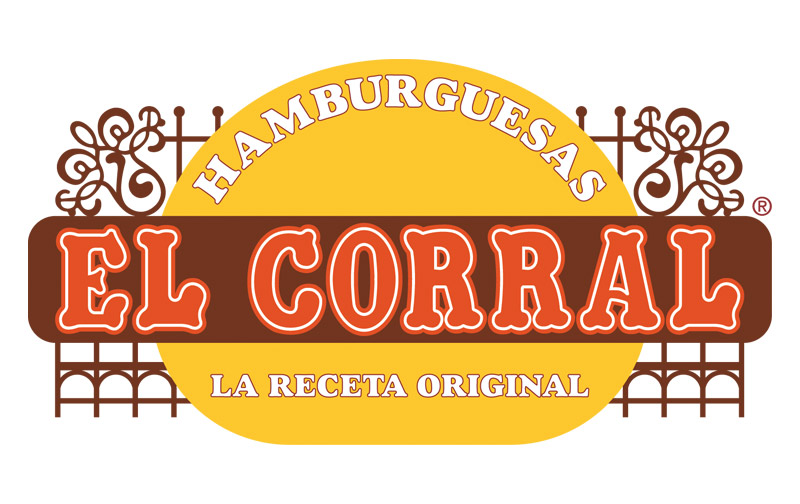 HAMBURGUESAS
®
EL CORRAL
LA RECETA ORIGINAL